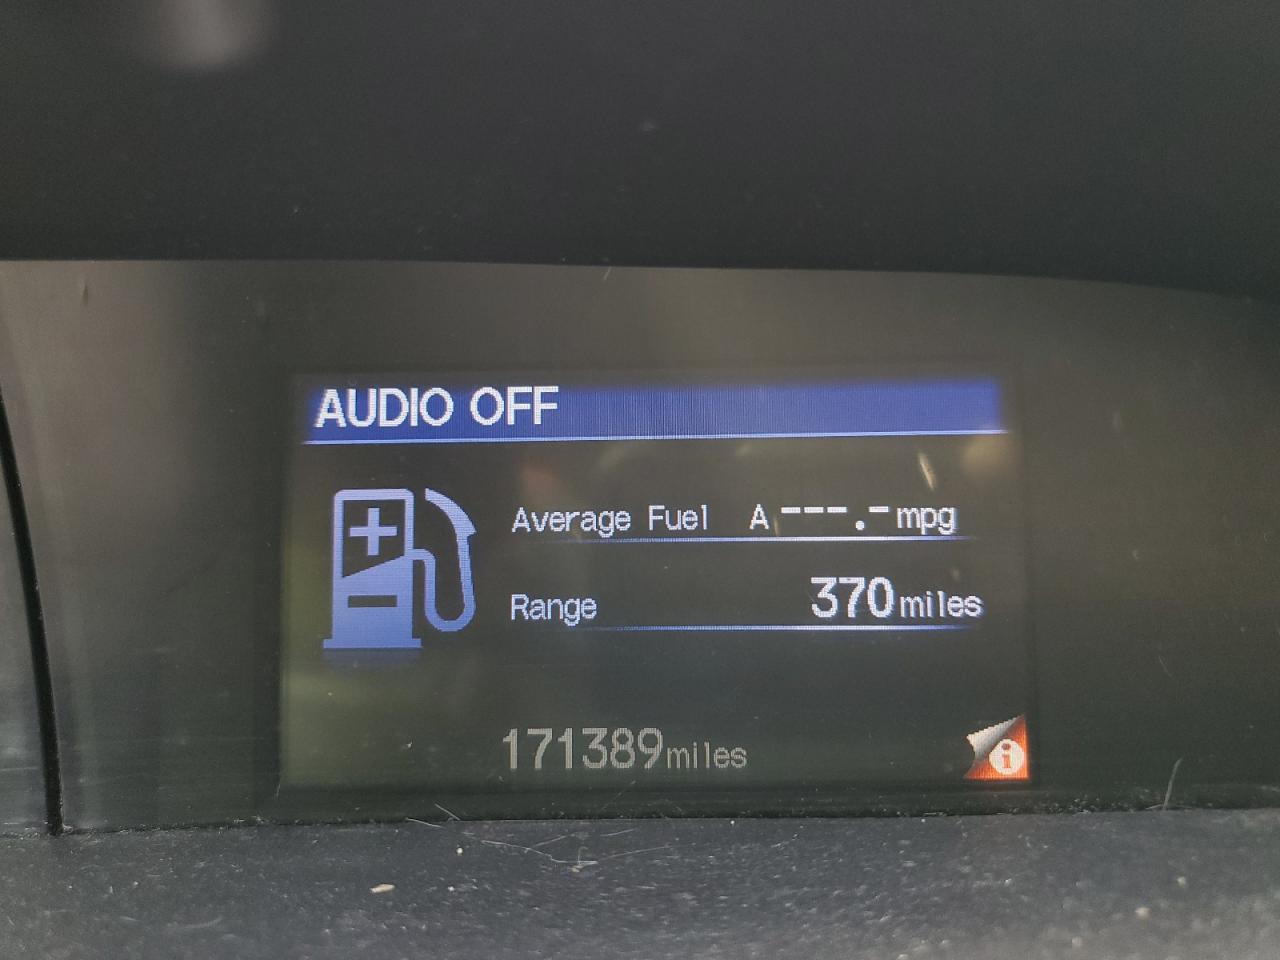 AUDIO OFF
Average Fuel A ---.- mpg
Range 370 miles
171389 miles
i